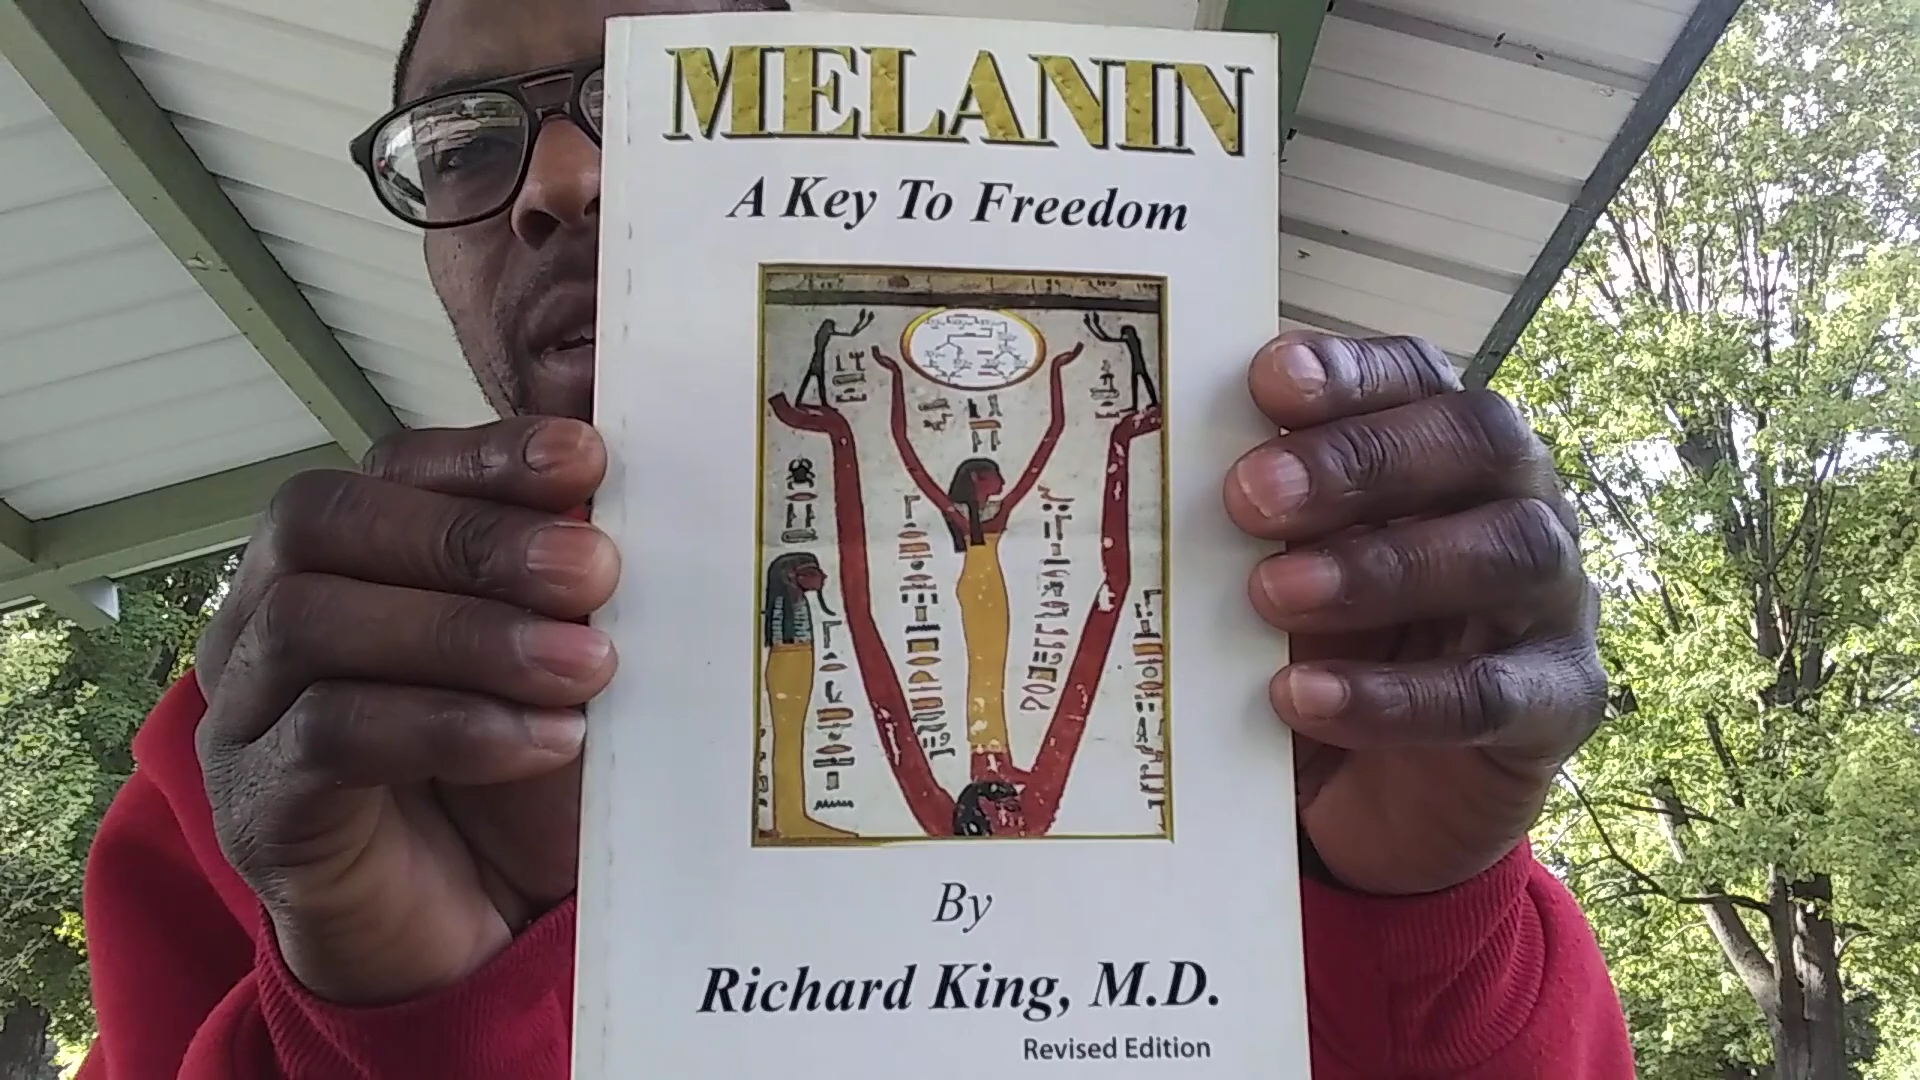 MELANIN
A Key To Freedom
By
Richard King, M.D.
Revised Edition